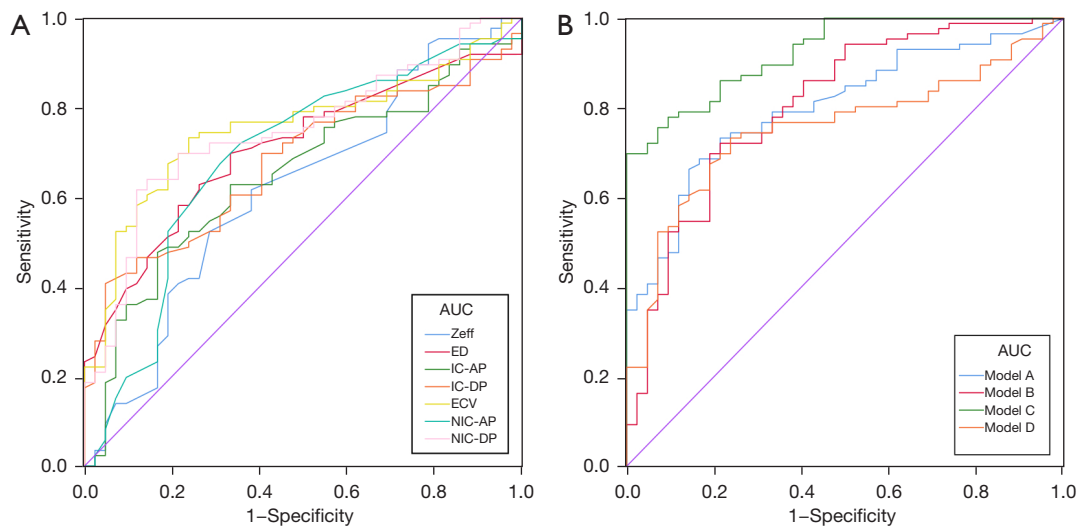 A
Sensitivity
1.0
0.8
0.6
0.4
0.2
0.0
0.0 0.2 0.4 0.6 0.8 1.0
1–Specificity
AUC
Zeff
ED
IC-AP
IC-DP
ECV
NIC-AP
NIC-DP
B
Sensitivity
1.0
0.8
0.6
0.4
0.2
0.0
0.0 0.2 0.4 0.6 0.8 1.0
1–Specificity
AUC
Model A
Model B
Model C
Model D